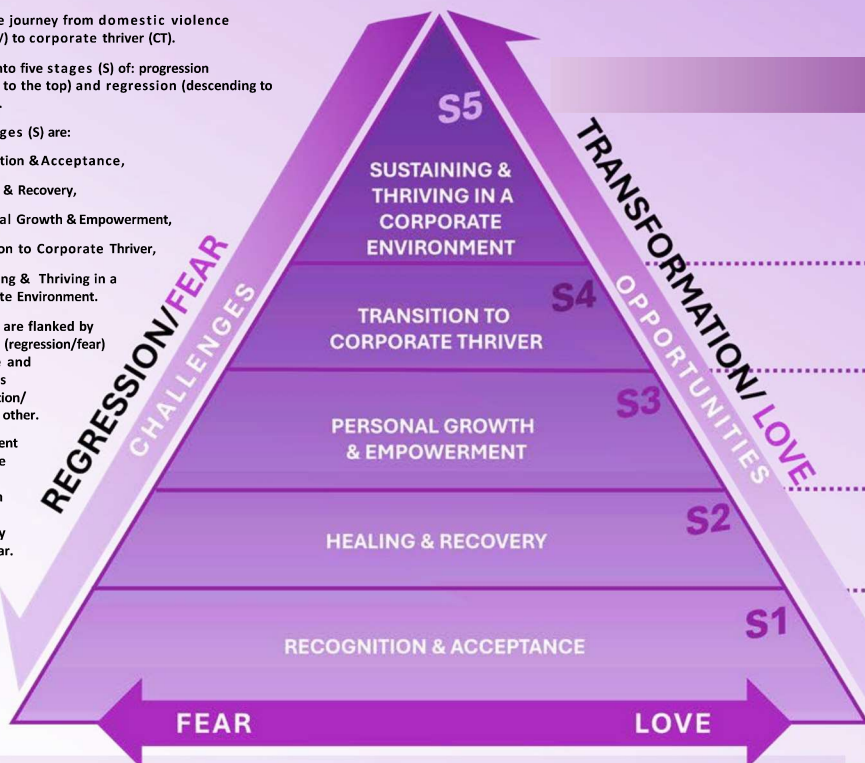 e journey from domestic violence
/) to corporate thriver (CT).
nto five stages (S) of: progression
to the top) and regression (descending to
ges (S) are:
tion & Acceptance,
& Recovery,
al Growth & Empowerment,
on to Corporate Thriver,
ng & Thriving in a
te Environment.
are flanked by
(regression/fear)
and
s
tion/
other.
ent
e
n
y
ar.
REGRESSION/FEAR
CHALLENGES
S5
SUSTAINING &
THRIVING IN A
CORPORATE
ENVIRONMENT
S4
TRANSITION TO
CORPORATE THRIVER
S3
PERSONAL GROWTH
& EMPOWERMENT
S2
HEALING & RECOVERY
S1
RECOGNITION & ACCEPTANCE
TRANSFORMATION/ LOVE
OPPORTUNITIES
FEAR LOVE